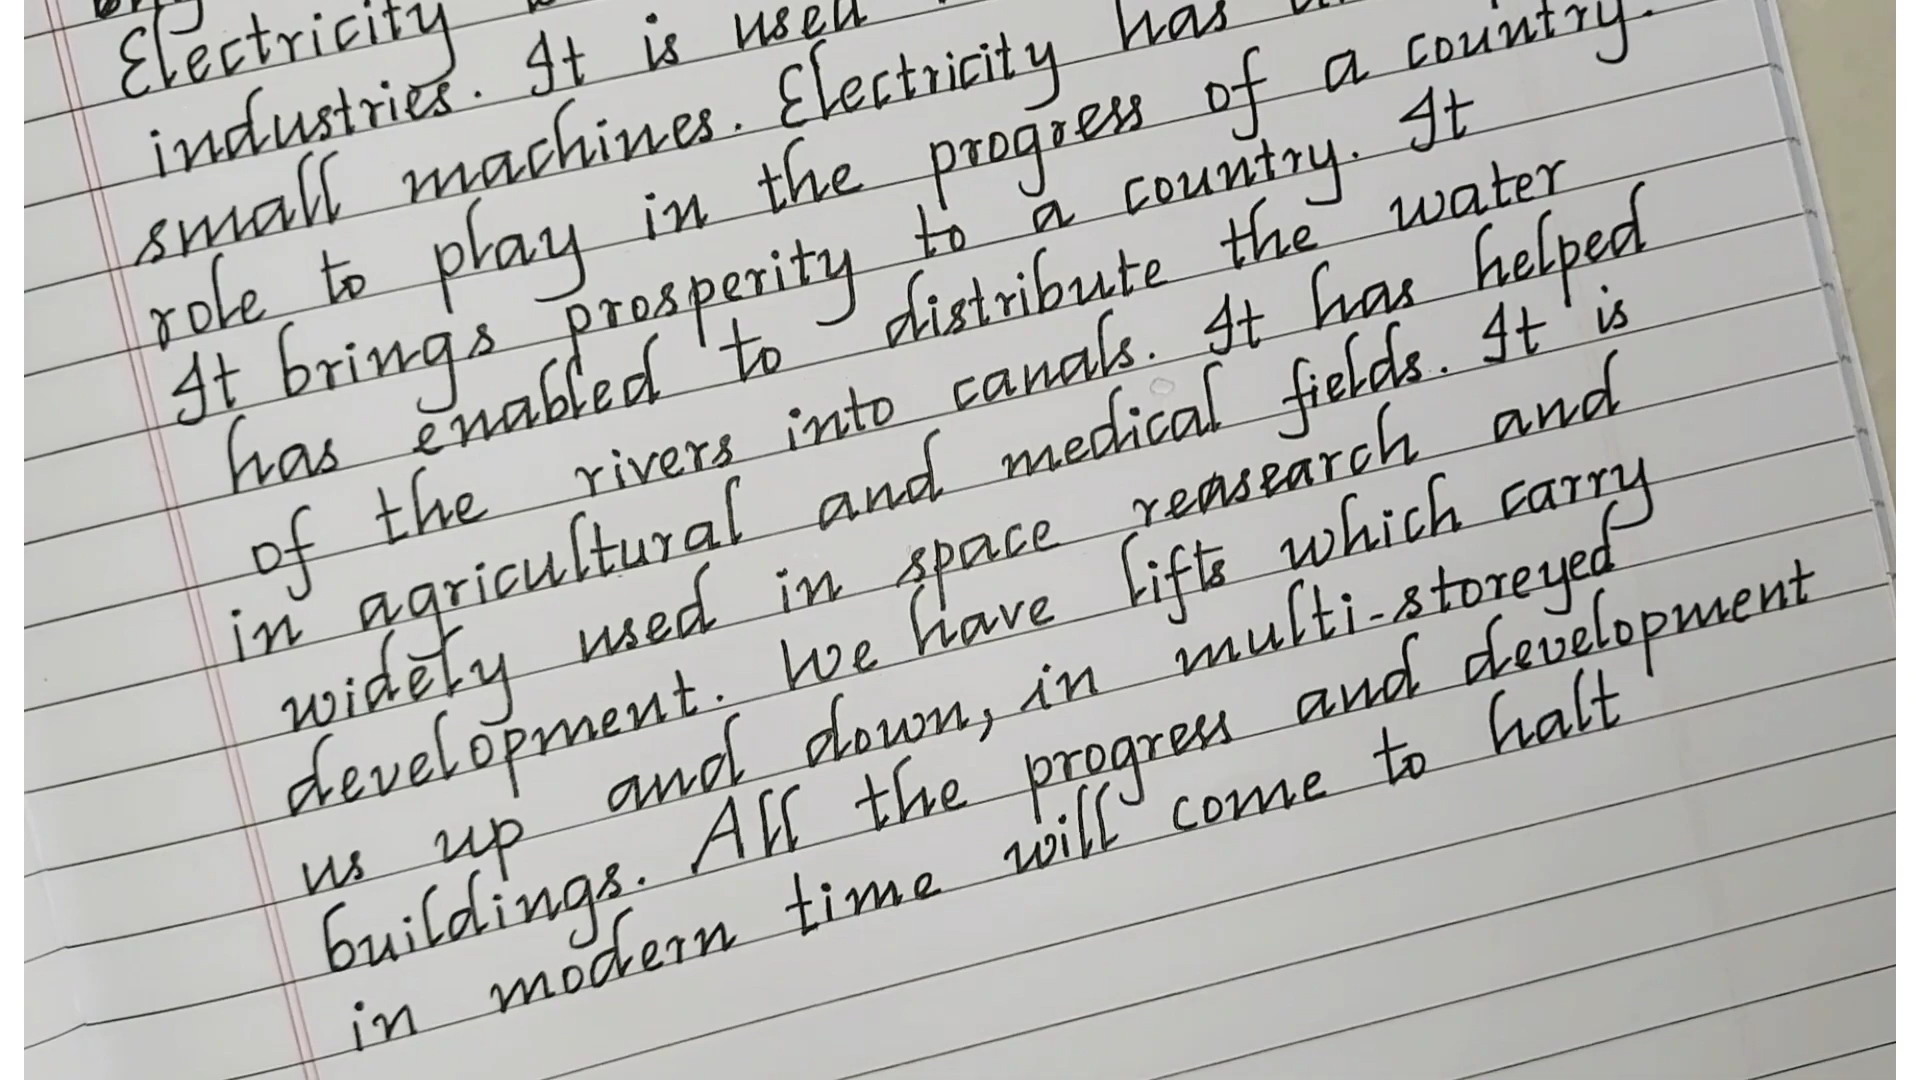 Electricity
industries. It is used
small machines. Electricity has
role to play in the progress of a country.
It brings prosperity to a country. It
has enabled to distribute the water
of the rivers into canals. It has helped
in agricultural and medical fields. It is
widely used in space reasearch and
development. We have lifts which carry
us up and down, in multi-storeyed
buildings. All the progress and development
in modern time will come to halt